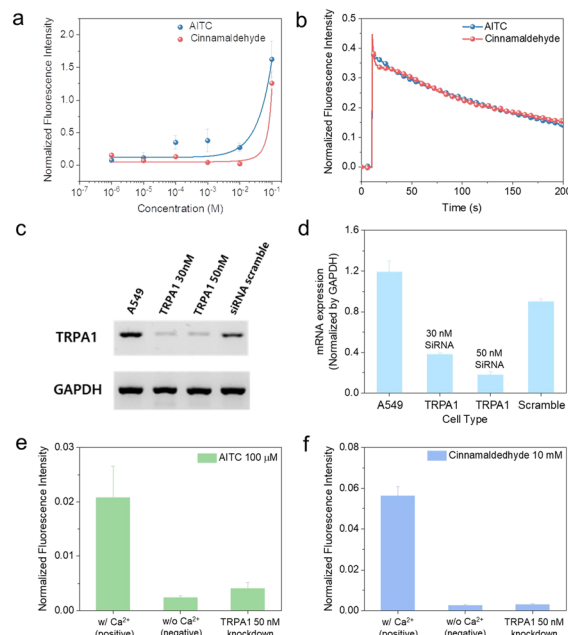 a
AITC
Cinnamaldehyde
Normalized Fluorescence Intensity
2.0
1.5
1.0
0.5
0.0
10⁻⁷ 10⁻⁶ 10⁻⁵ 10⁻⁴ 10⁻³ 10⁻² 10⁻¹
Concentration (M)
b
AITC
Cinnamaldehyde
Normalized Fluorescence Intensity
0.5
0.4
0.3
0.2
0.1
0.0
0 50 100 150 200
Time (s)
c
A549
TRPA1 30nM
TRPA1 50nM
siRNA scramble
TRPA1
GAPDH
d
mRNA expression
(Normalized by GAPDH)
1.6
1.2
0.8
0.4
0.0
30 nM
SiRNA
50 nM
SiRNA
A549 TRPA1 TRPA1 Scramble
Cell Type
e
AITC 100 μM
Normalized Fluorescence Intensity
0.03
0.02
0.01
0.00
w/ Ca²⁺ w/o Ca²⁺ TRPA1 50 nM
(positive) (negative) knockdown
f
Cinnamaldedhyde 10 mM
Normalized Fluorescence Intensity
0.08
0.06
0.04
0.02
0.00
w/ Ca²⁺ w/o Ca²⁺ TRPA1 50 nM
(positive) (negative) knockdown